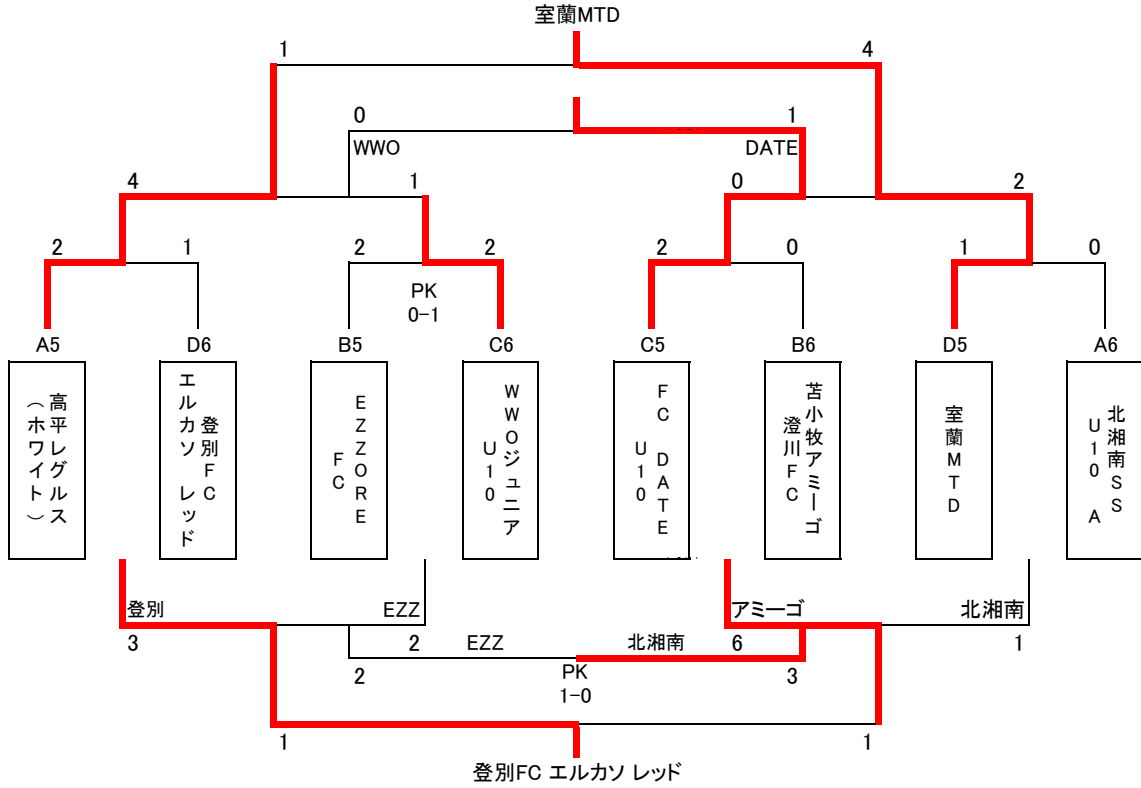 室蘭MTD
1 4
0 1
WWO DATE
4 1 0 2
2 1 2 2 2 0 1 0
PK
0-1
A5 D6 B5 C6 C5 B6 D5 A6
高平レグルス
（ホワイト）
登別FC
エルカソ レッド
EZZORE
FC
WWOジュニア
U10
FC DATE
U10
苫小牧アミーゴ
澄川FC
室蘭MTD
北湘南SS
U10 A
登別 EZZ アミーゴ 北湘南
3 2 EZZ 北湘南 6 1
2 PK 3
1-0
1 1
登別FC エルカソ レッド